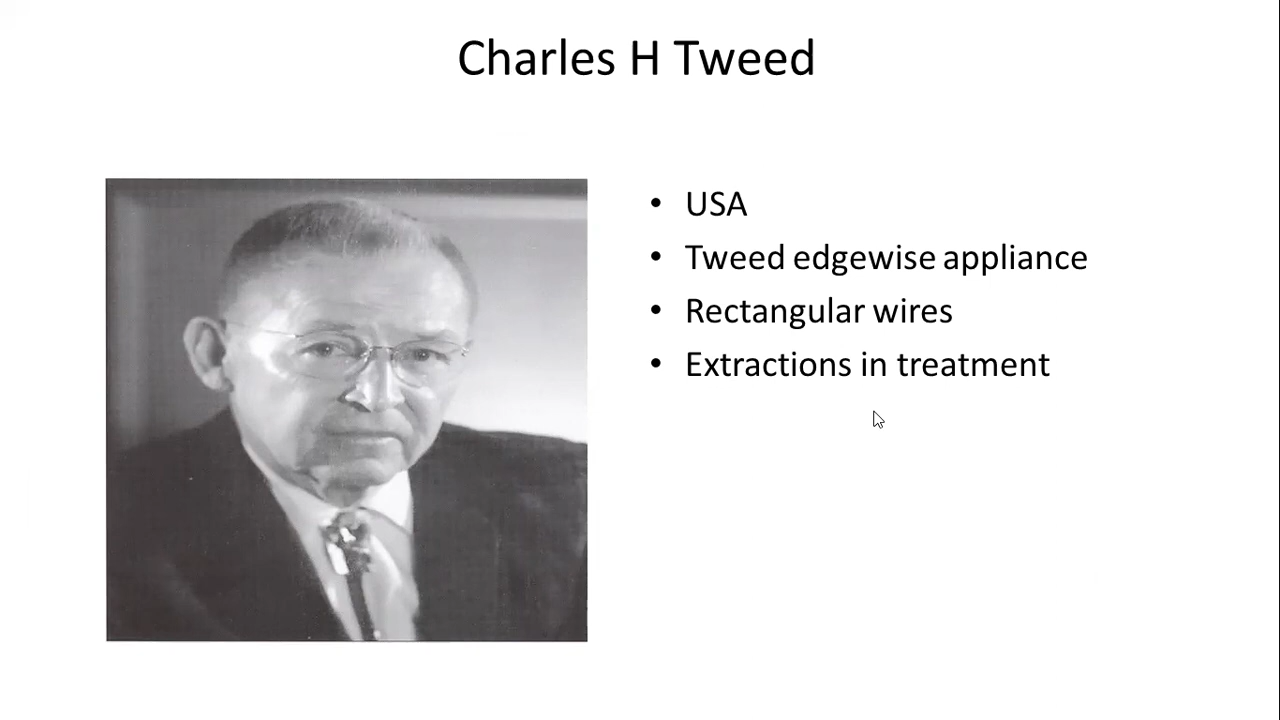 Charles H Tweed
• USA
• Tweed edgewise appliance
• Rectangular wires
• Extractions in treatment